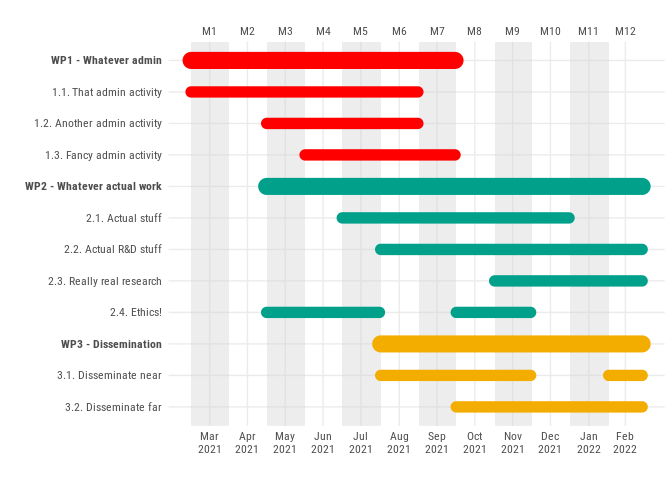 M1 M2 M3 M4 M5 M6 M7 M8 M9 M10 M11 M12
WP1 - Whatever admin
1.1. That admin activity
1.2. Another admin activity
1.3. Fancy admin activity
WP2 - Whatever actual work
2.1. Actual stuff
2.2. Actual R&D stuff
2.3. Really real research
2.4. Ethics!
WP3 - Dissemination
3.1. Disseminate near
3.2. Disseminate far
Mar Apr May Jun Jul Aug Sep Oct Nov Dec Jan Feb
2021 2021 2021 2021 2021 2021 2021 2021 2021 2021 2022 2022